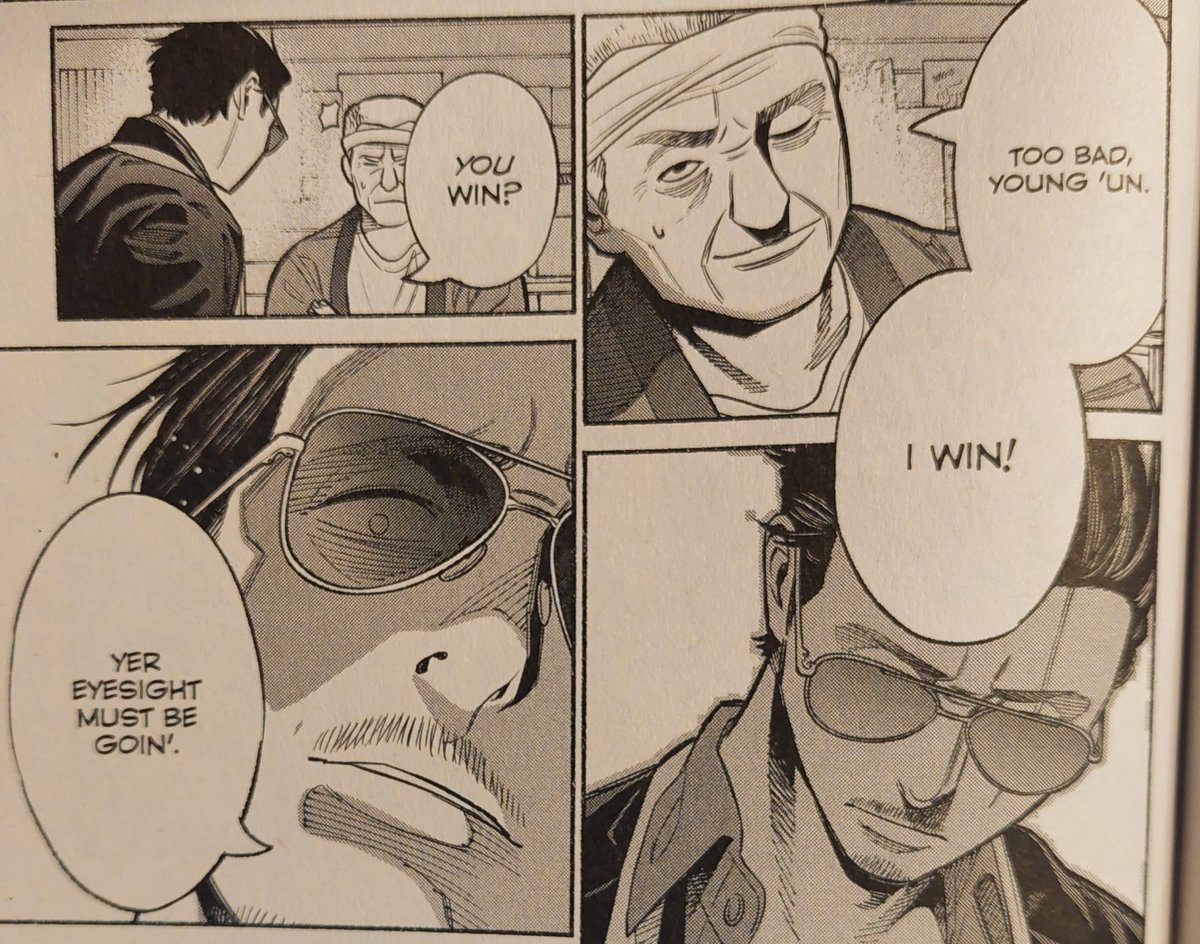 TOO BAD,
YOUNG 'UN.
I WIN!
YOU
WIN?
YER
EYESIGHT
MUST BE
GOIN'.